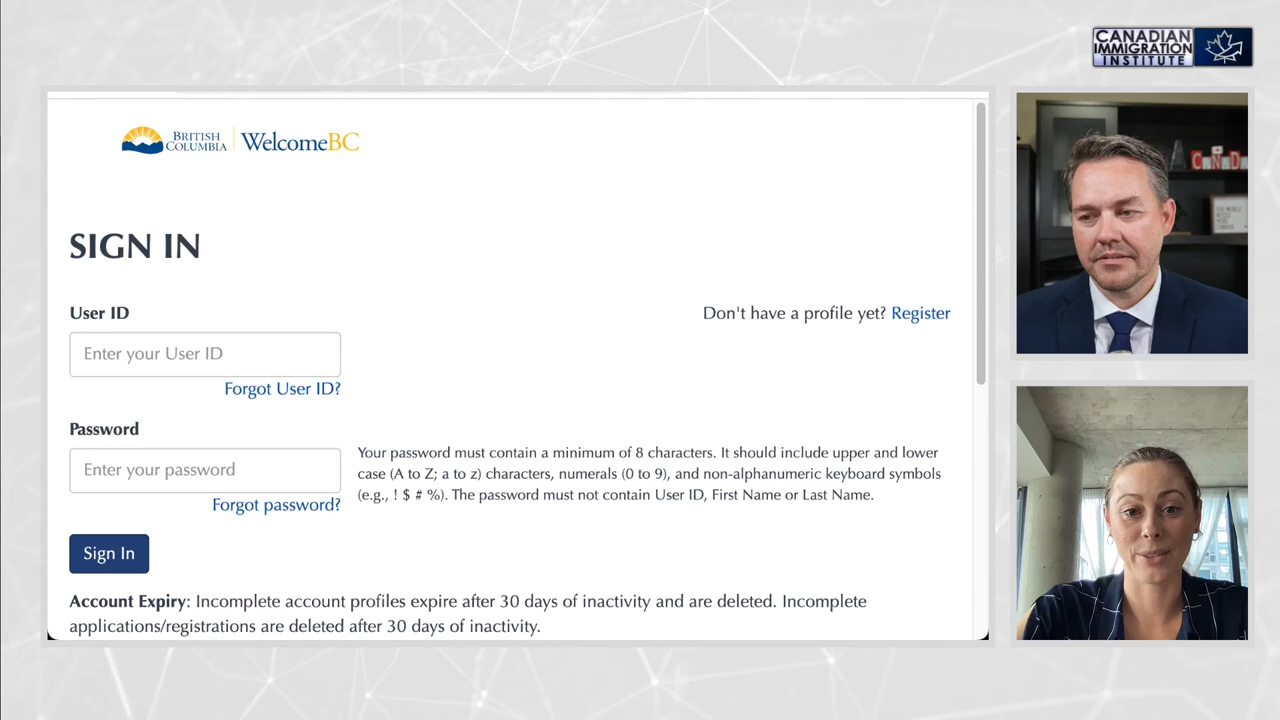 CANADIAN
IMMIGRATION
INSTITUTE
BRITISH
COLUMBIA
WelcomeBC
SIGN IN
User ID
Don't have a profile yet? Register
Enter your User ID
Forgot User ID?
Password
Enter your password
Your password must contain a minimum of 8 characters. It should include upper and lower
case (A to Z; a to z) characters, numerals (0 to 9), and non-alphanumeric keyboard symbols
(e.g., ! $ # %). The password must not contain User ID, First Name or Last Name.
Forgot password?
Sign In
Account Expiry: Incomplete account profiles expire after 30 days of inactivity and are deleted. Incomplete
applications/registrations are deleted after 30 days of inactivity.